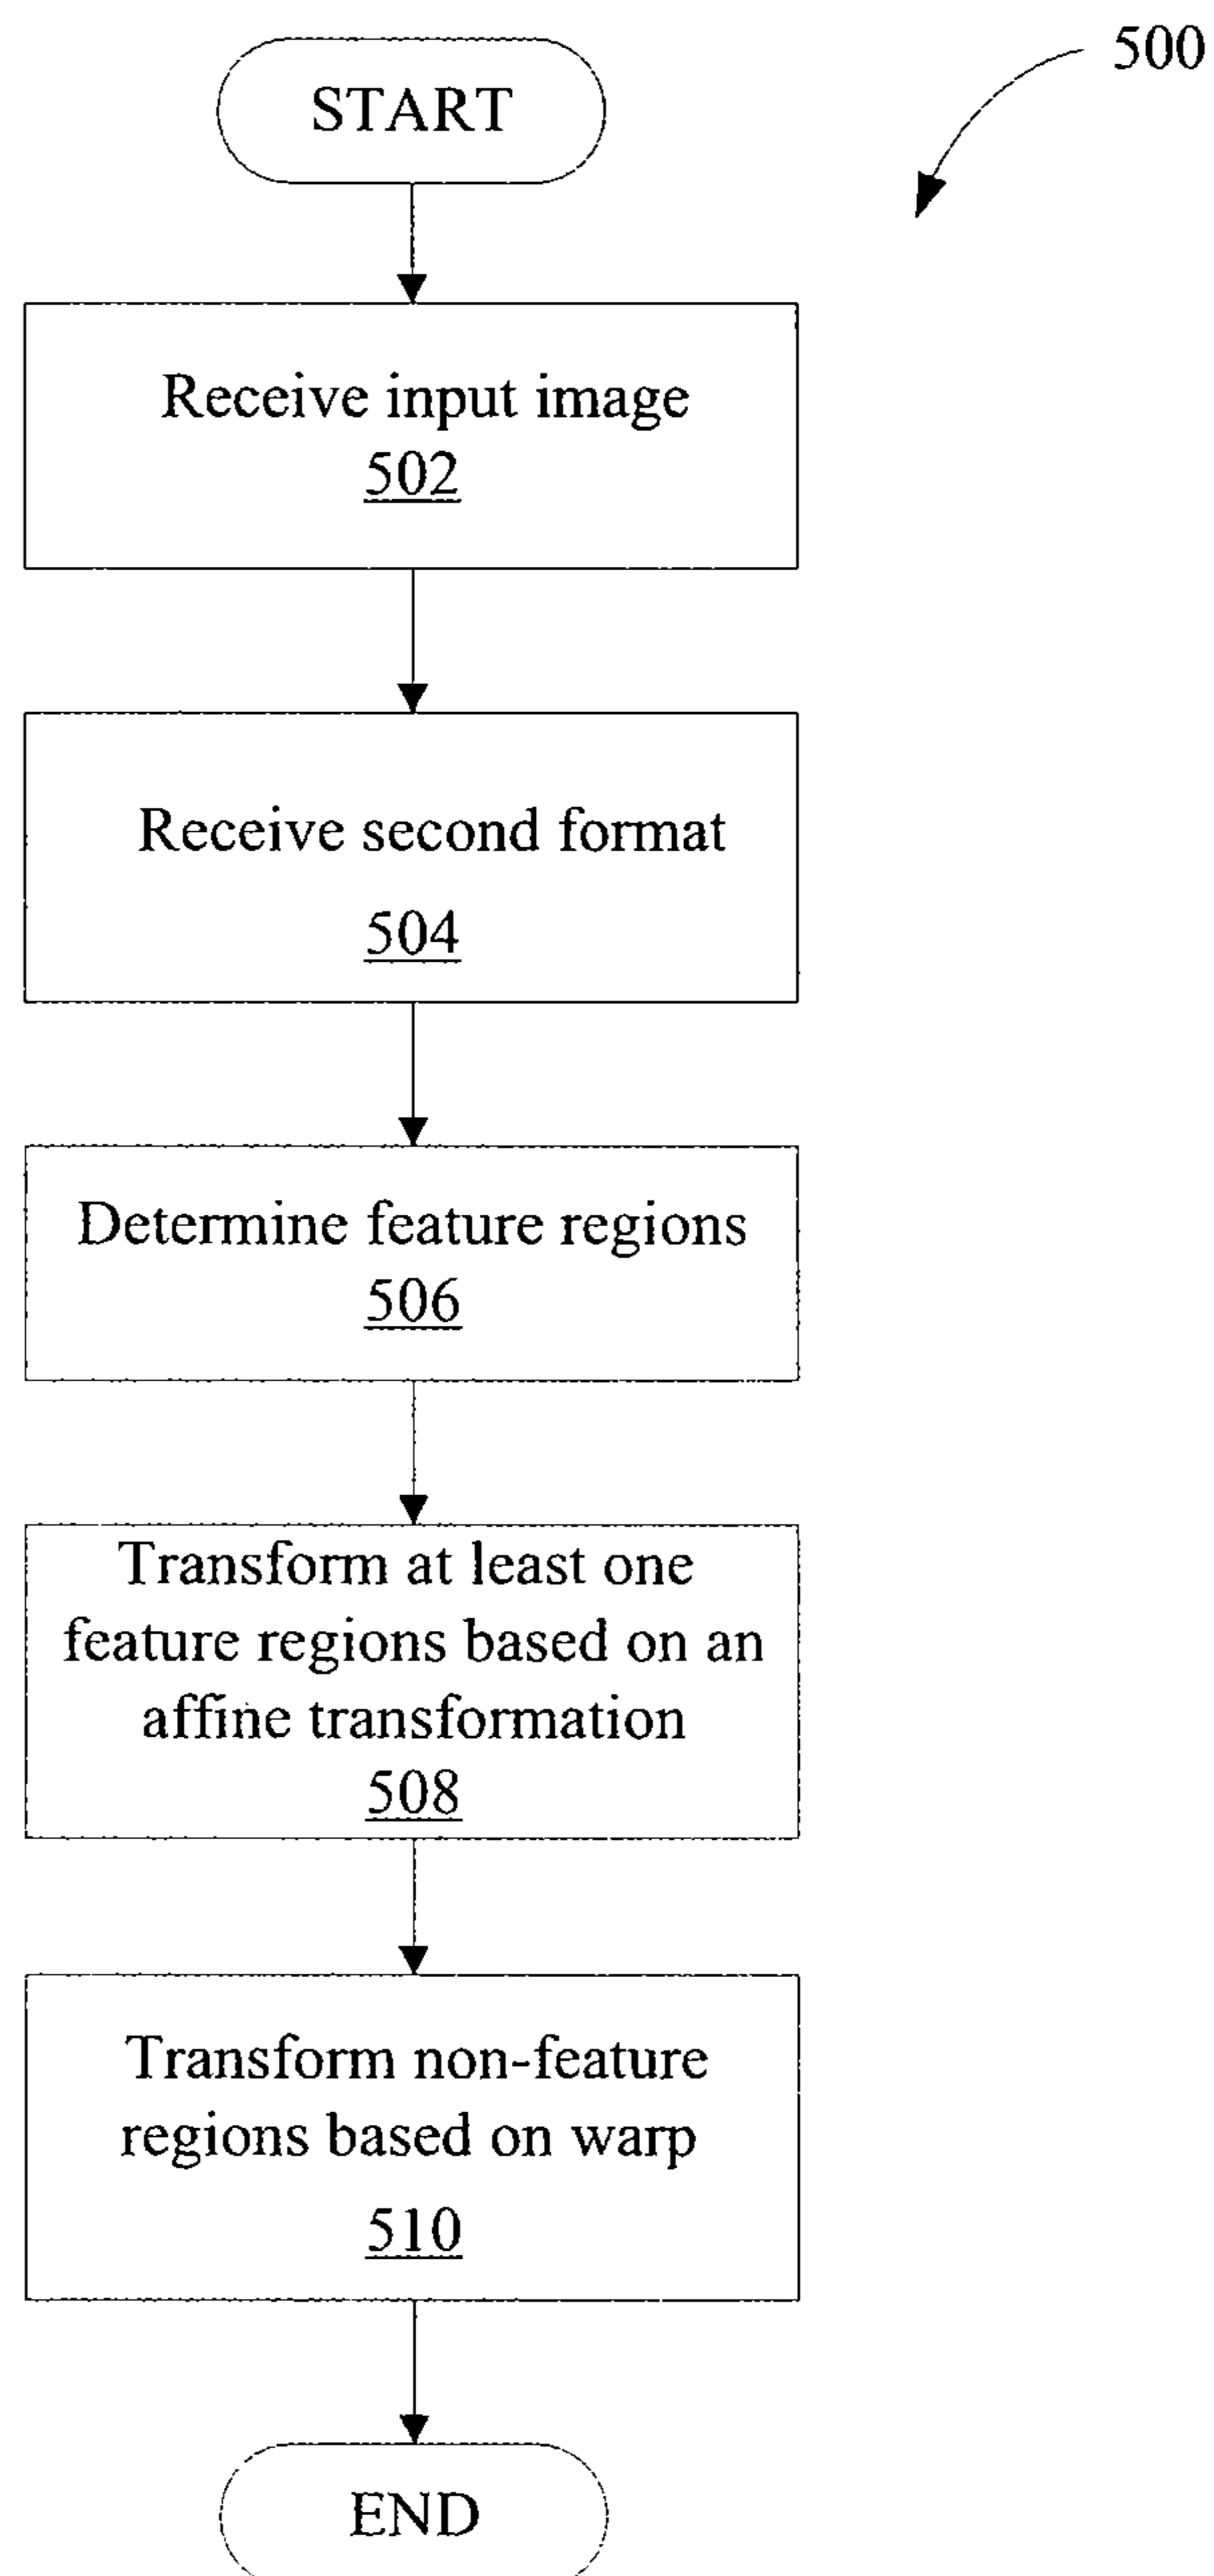 500
START
Receive input image
502
Receive second format
504
Determine feature regions
506
Transform at least one
feature regions based on an
affine transformation
508
Transform non-feature
regions based on warp
510
END